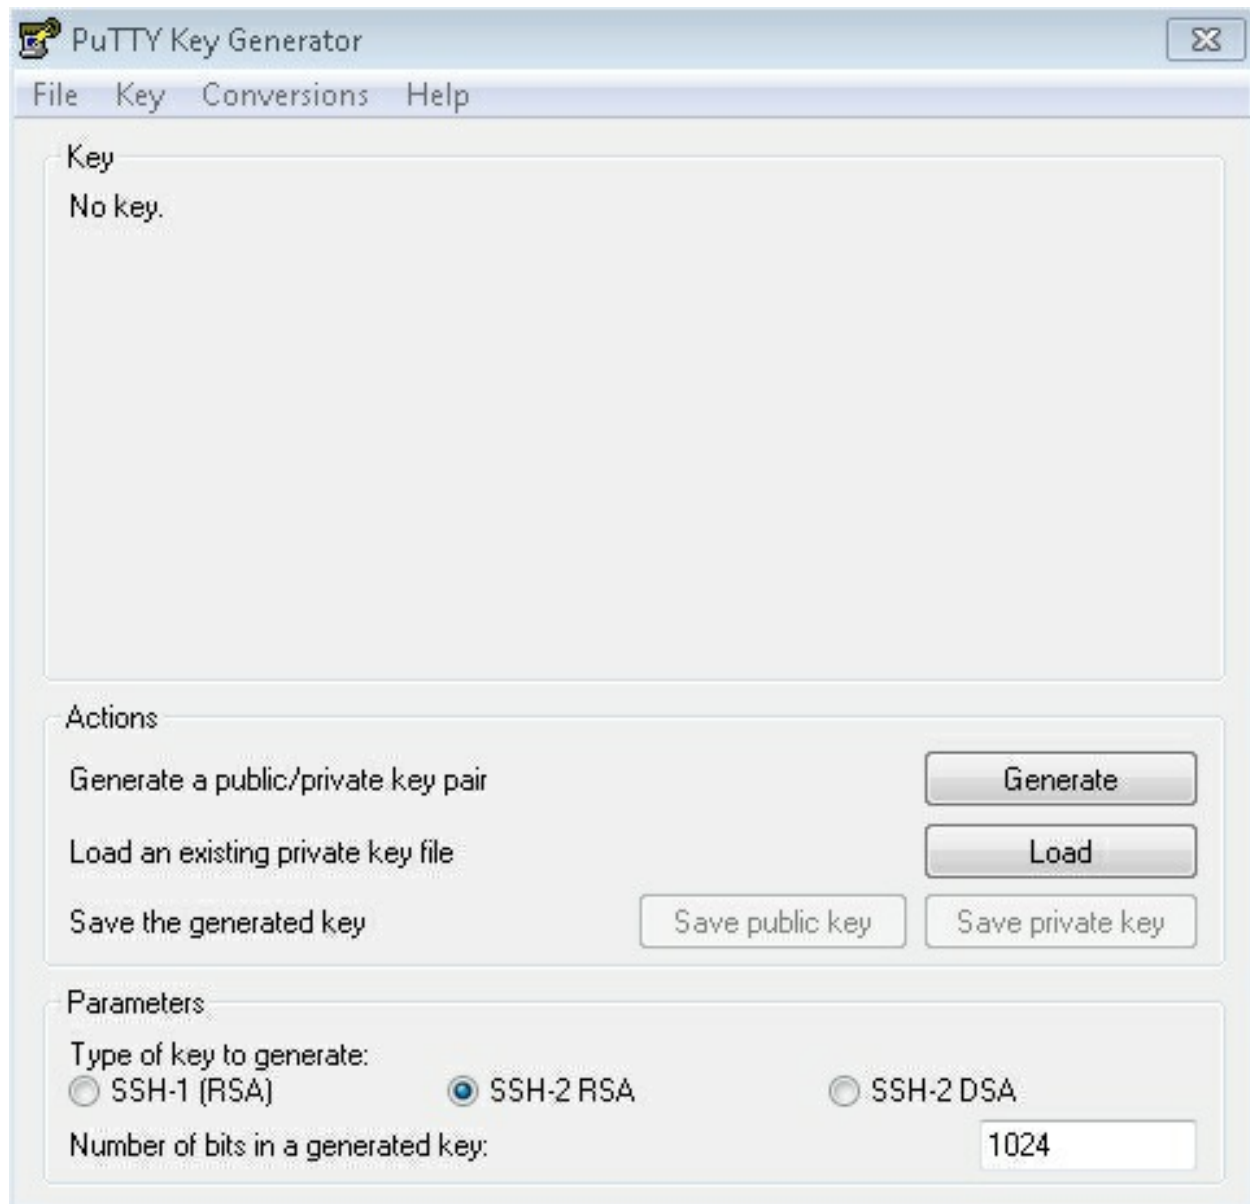 PuTTY Key Generator
File Key Conversions Help
Key
No key.
Actions
Generate a public/private key pair Generate
Load an existing private key file Load
Save the generated key Save public key Save private key
Parameters
Type of key to generate:
SSH-1 (RSA) SSH-2 RSA SSH-2 DSA
Number of bits in a generated key: 1024